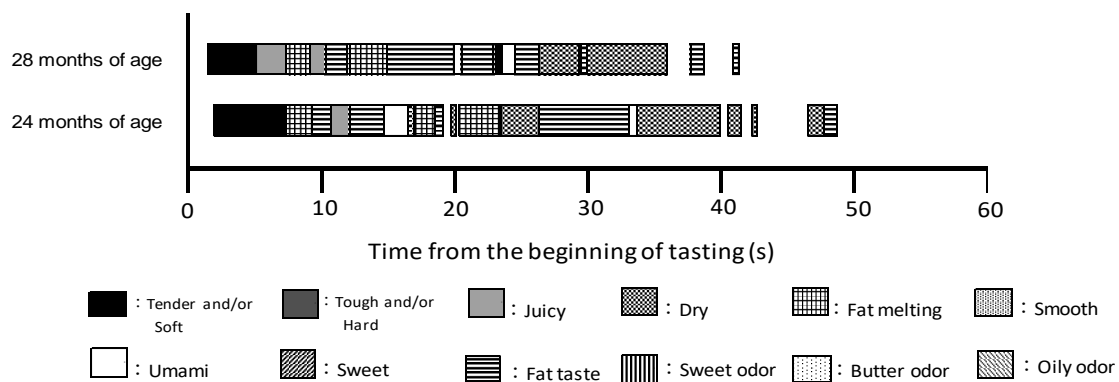 28 months of age
24 months of age
0 10 20 30 40 50 60
Time from the beginning of tasting (s)
: Tender and/or Soft
: Tough and/or Hard
: Juicy
: Dry
: Fat melting
: Smooth
: Umami
: Sweet
: Fat taste
: Sweet odor
: Butter odor
: Oily odor